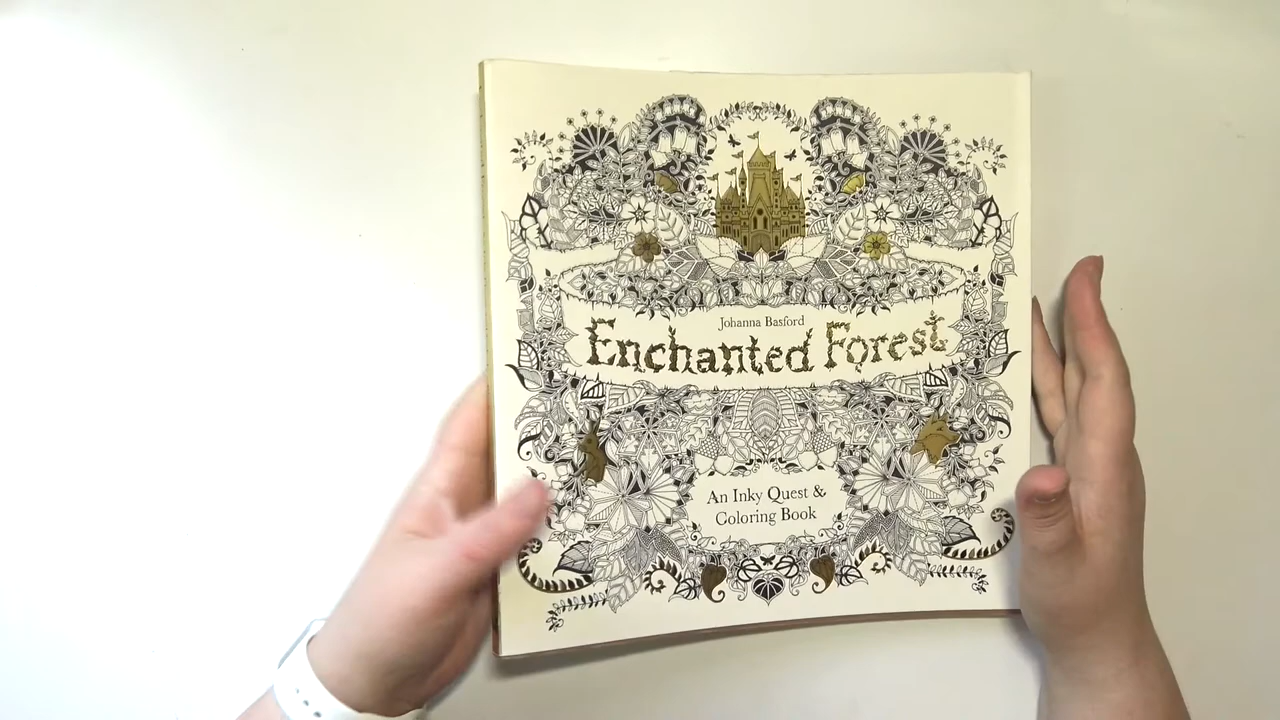 Johanna Basford
Enchanted Forest
An Inky Quest &
Coloring Book